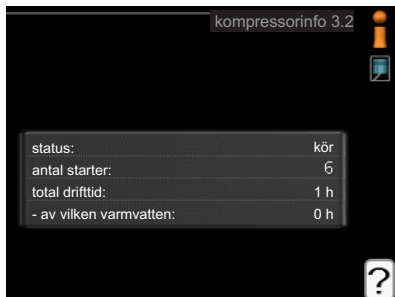 kompressorinfo 3.2
status: kör
antal starter: 6
total drifttid: 1 h
- av vilken varmvatten: 0 h
?